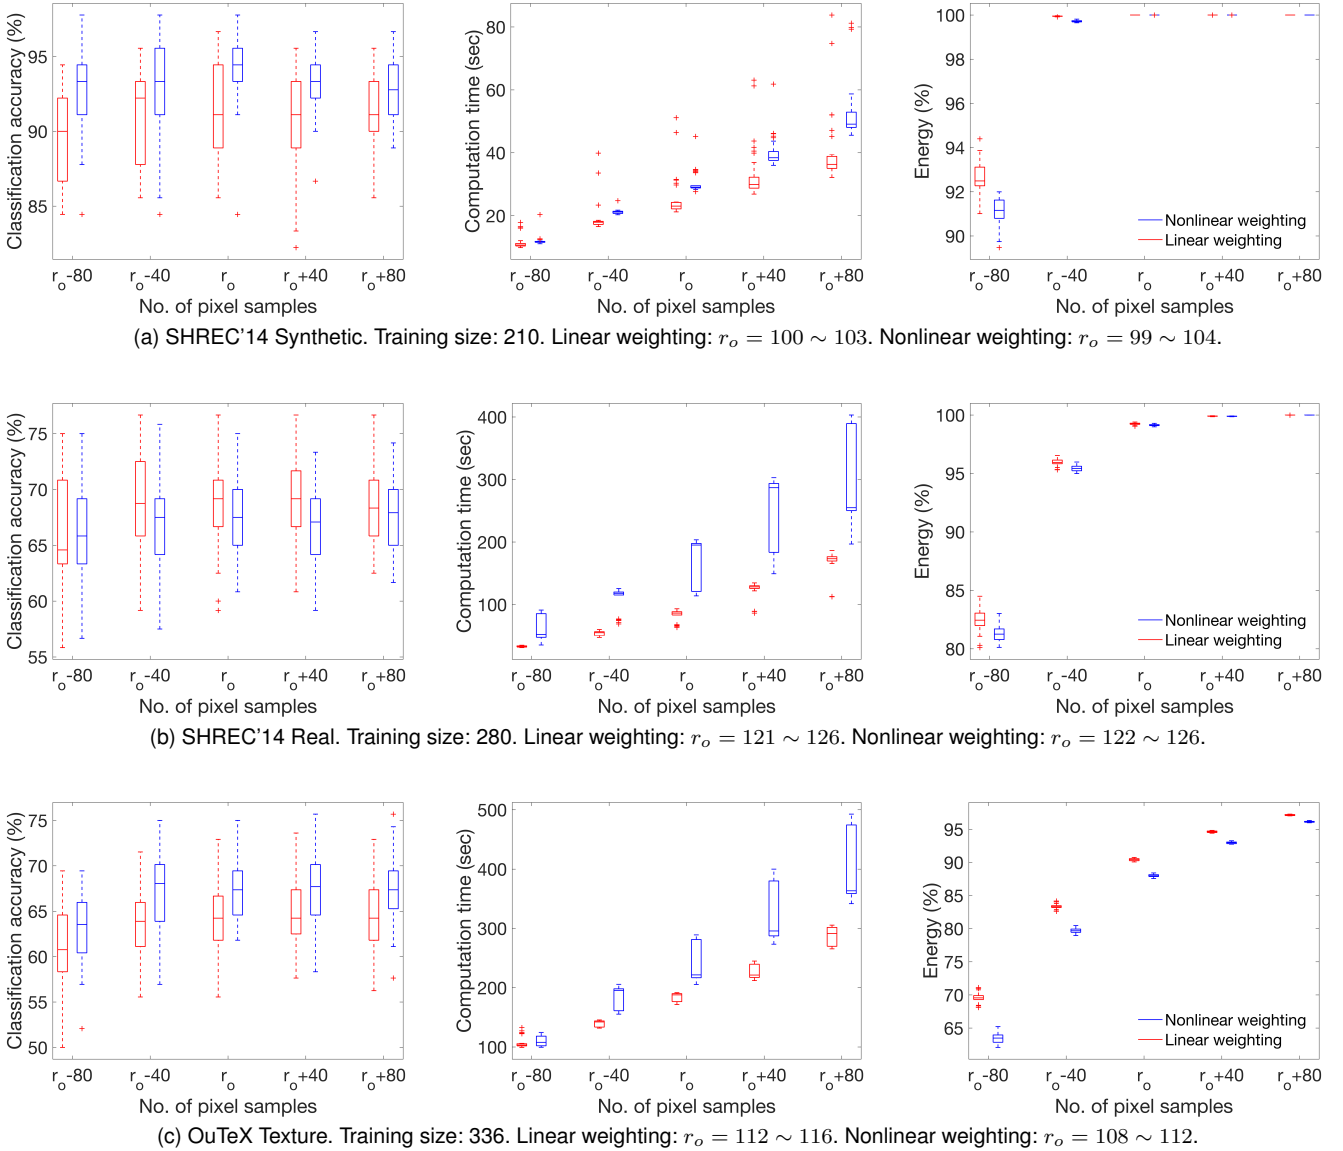 Classification accuracy (%)
95
90
85
r_o-80 r_o-40 r_o r_o+40 r_o+80
No. of pixel samples
Computation time (sec)
80
60
40
20
r_o-80 r_o-40 r_o r_o+40 r_o+80
No. of pixel samples
Energy (%)
100
98
96
94
92
90
Nonlinear weighting
Linear weighting
r_o-80 r_o-40 r_o r_o+40 r_o+80
No. of pixel samples
(a) SHREC'14 Synthetic. Training size: 210. Linear weighting: r_o = 100 ∼ 103. Nonlinear weighting: r_o = 99 ∼ 104.
Classification accuracy (%)
75
70
65
60
55
r_o-80 r_o-40 r_o r_o+40 r_o+80
No. of pixel samples
Computation time (sec)
400
300
200
100
r_o-80 r_o-40 r_o r_o+40 r_o+80
No. of pixel samples
Energy (%)
100
95
90
85
80
Nonlinear weighting
Linear weighting
r_o-80 r_o-40 r_o r_o+40 r_o+80
No. of pixel samples
(b) SHREC'14 Real. Training size: 280. Linear weighting: r_o = 121 ∼ 126. Nonlinear weighting: r_o = 122 ∼ 126.
Classification accuracy (%)
75
70
65
60
55
50
r_o-80 r_o-40 r_o r_o+40 r_o+80
No. of pixel samples
Computation time (sec)
500
400
300
200
100
r_o-80 r_o-40 r_o r_o+40 r_o+80
No. of pixel samples
Energy (%)
95
90
85
80
75
70
65
Nonlinear weighting
Linear weighting
r_o-80 r_o-40 r_o r_o+40 r_o+80
No. of pixel samples
(c) OuTeX Texture. Training size: 336. Linear weighting: r_o = 112 ∼ 116. Nonlinear weighting: r_o = 108 ∼ 112.